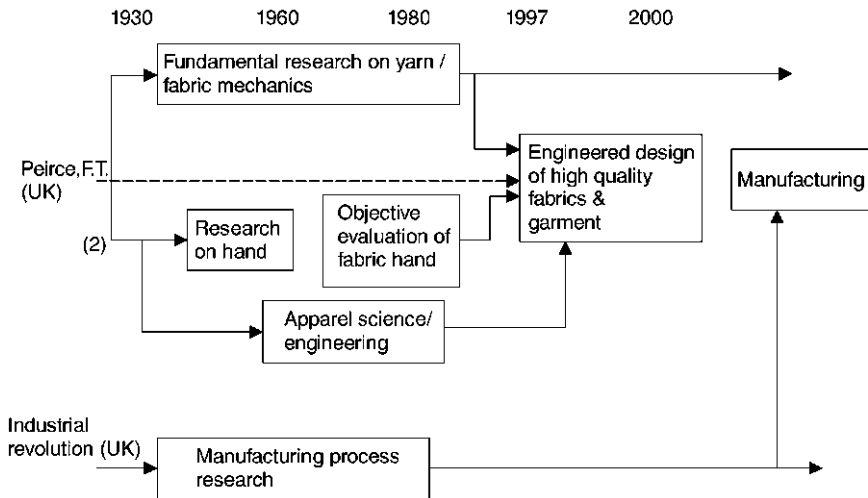 1930 1960 1980 1997 2000
Fundamental research on yarn /
fabric mechanics
Peirce, F.T.
(UK)
Engineered design
of high quality
fabrics &
garment
Manufacturing
(2)
Research
on hand
Objective
evaluation of
fabric hand
Apparel science/
engineering
Industrial
revolution (UK)
Manufacturing process
research